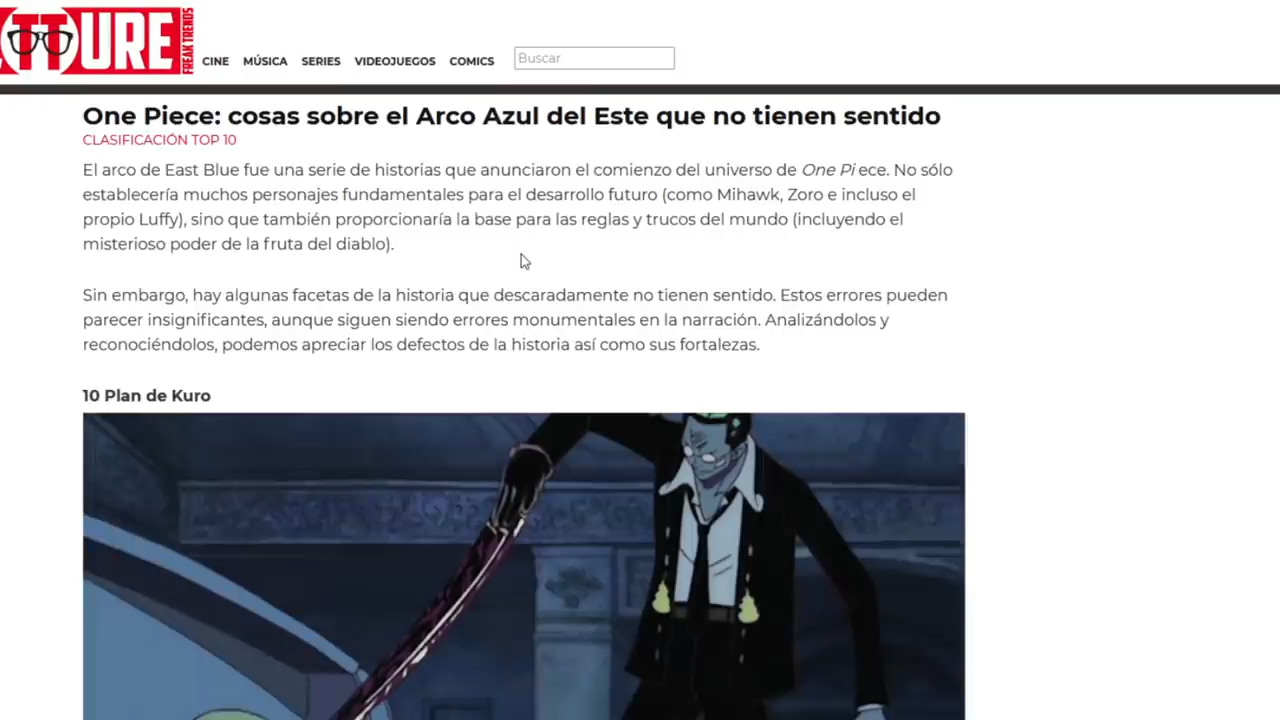 TTURE
FREAK TRENDS
CINE MÚSICA SERIES VIDEOJUEGOS COMICS Buscar
One Piece: cosas sobre el Arco Azul del Este que no tienen sentido
CLASIFICACIÓN TOP 10
El arco de East Blue fue una serie de historias que anunciaron el comienzo del universo de One Pi ece. No sólo
establecería muchos personajes fundamentales para el desarrollo futuro (como Mihawk, Zoro e incluso el
propio Luffy), sino que también proporcionaría la base para las reglas y trucos del mundo (incluyendo el
misterioso poder de la fruta del diablo).
Sin embargo, hay algunas facetas de la historia que descaradamente no tienen sentido. Estos errores pueden
parecer insignificantes, aunque siguen siendo errores monumentales en la narración. Analizándolos y
reconociéndolos, podemos apreciar los defectos de la historia así como sus fortalezas.
10 Plan de Kuro